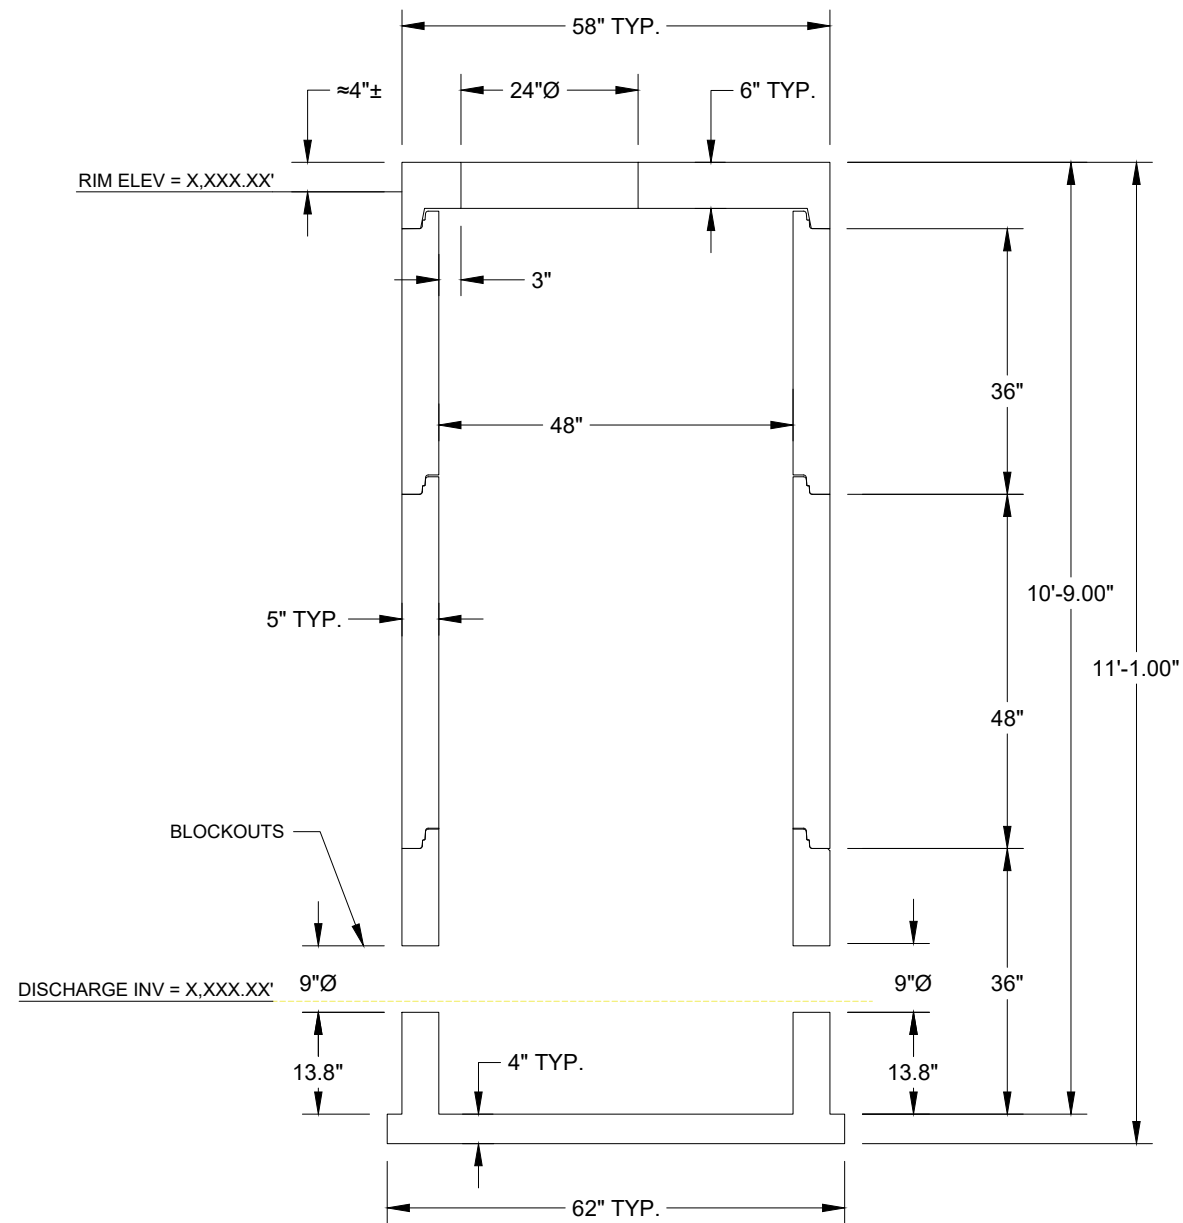 58" TYP.
≈4"±
24"Ø
6" TYP.
RIM ELEV = X,XXX.XX'
3"
36"
48"
10'-9.00"
5" TYP.
11'-1.00"
48"
BLOCKOUTS
DISCHARGE INV = X,XXX.XX'
9"Ø
9"Ø
36"
13.8"
4" TYP.
13.8"
62" TYP.